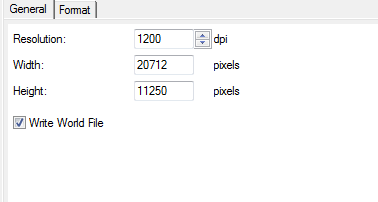 General Format
Resolution: 1200 dpi
Width: 20712 pixels
Height: 11250 pixels
Write World File